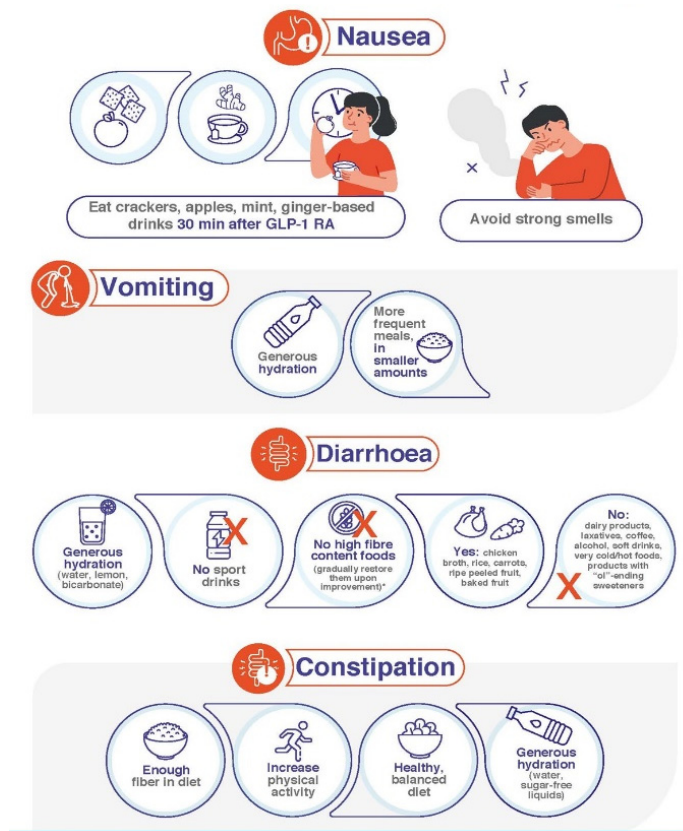 Nausea
Eat crackers, apples, mint, ginger-based
drinks 30 min after GLP-1 RA
Avoid strong smells
Vomiting
Generous
hydration
More
frequent
meals,
in
smaller
amounts
Diarrhoea
Generous
hydration
(water, lemon,
bicarbonate)
No sport
drinks
No high fibre
content foods
(gradually restore
them upon
improvement)*
Yes: chicken
broth, rice, carrots,
ripe peeled fruit,
baked fruit
No:
dairy products,
laxatives, coffee,
alcohol, soft drinks,
very cold/hot foods,
products with
“ol”-ending
sweeteners
Constipation
Enough
fiber in diet
Increase
physical
activity
Healthy,
balanced
diet
Generous
hydration
(water,
sugar-free
liquids)